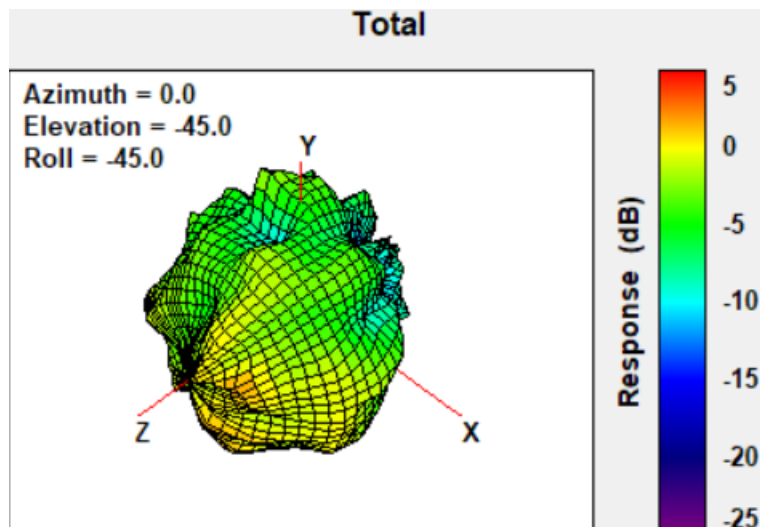 Total
Azimuth = 0.0
Elevation = -45.0
Roll = -45.0
Y
Z
X
Response (dB)
5
0
-5
-10
-15
-20
-25